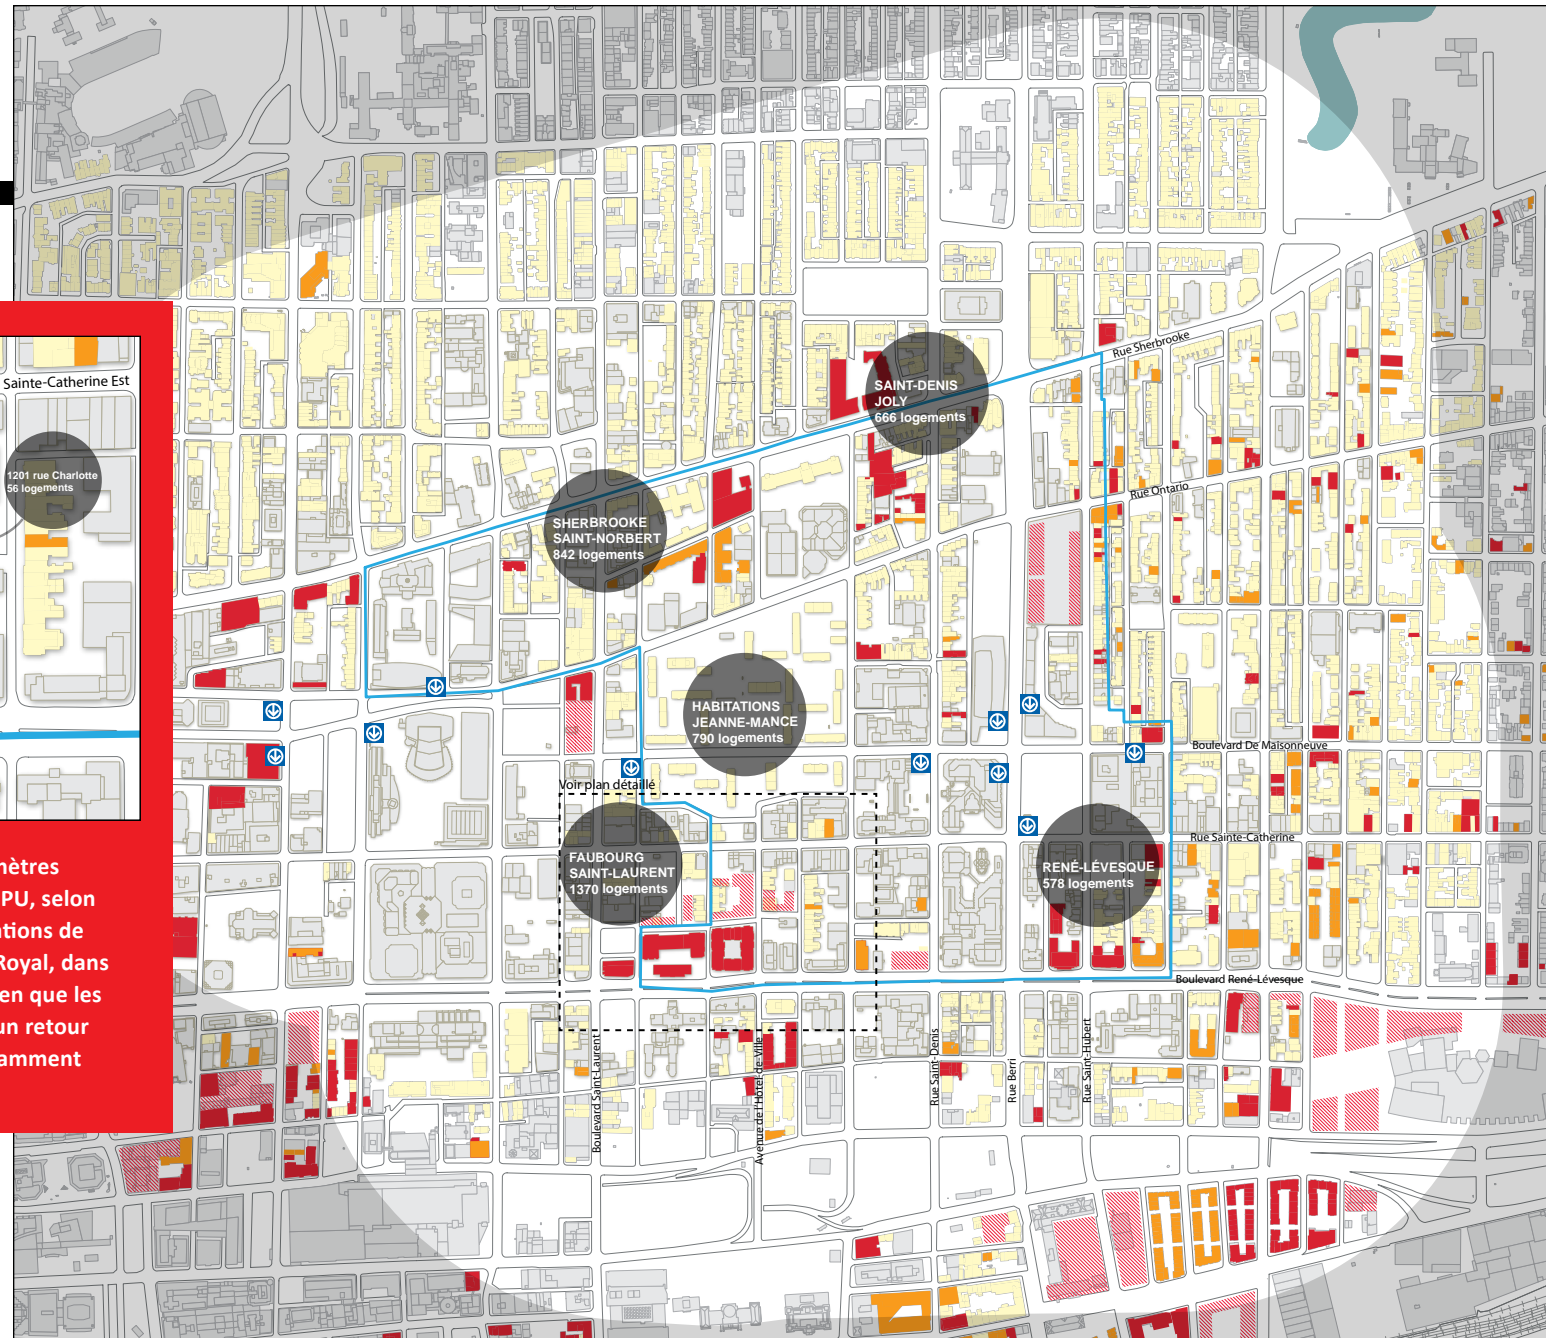 Sainte-Catherine Est
1201 rue Charlotte
56 logements
mètres
PU, selon
ations de
Royal, dans
en que les
un retour
amment
SAINT-DENIS
JOLY
666 logements
Rue Sherbrooke
Rue Ontario
SHERBROOKE
SAINT-NORBERT
842 logements
HABITATIONS
JEANNE-MANCE
790 logements
Boulevard De Maisonneuve
Voir plan détaillé
FAUBOURG
SAINT-LAURENT
1370 logements
Rue Sainte-Catherine
RENÉ-LÉVESQUE
578 logements
Boulevard René-Lévesque
Boulevard Saint-Laurent
Avenue de l'Hôtel-de-Ville
Rue Saint-Denis
Rue Berri
Rue Saint-Hubert